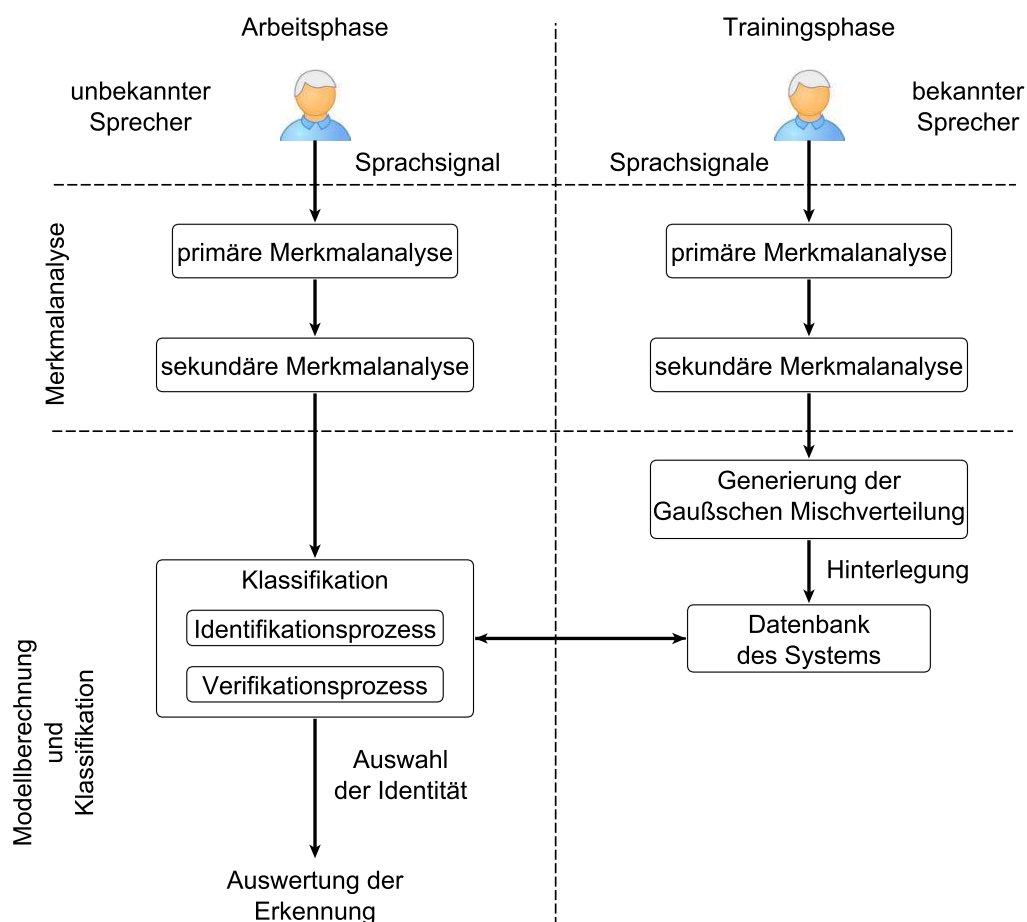 Arbeitsphase
Trainingsphase
unbekannter
Sprecher
bekannter
Sprecher
Sprachsignal
Sprachsignale
Merkmalanalyse
primäre Merkmalanalyse
primäre Merkmalanalyse
sekundäre Merkmalanalyse
sekundäre Merkmalanalyse
Modellberechnung
und
Klassifikation
Generierung der
Gaußschen Mischverteilung
Hinterlegung
Klassifikation
Identifikationsprozess
Verifikationsprozess
Datenbank
des Systems
Auswahl
der Identität
Auswertung der
Erkennung